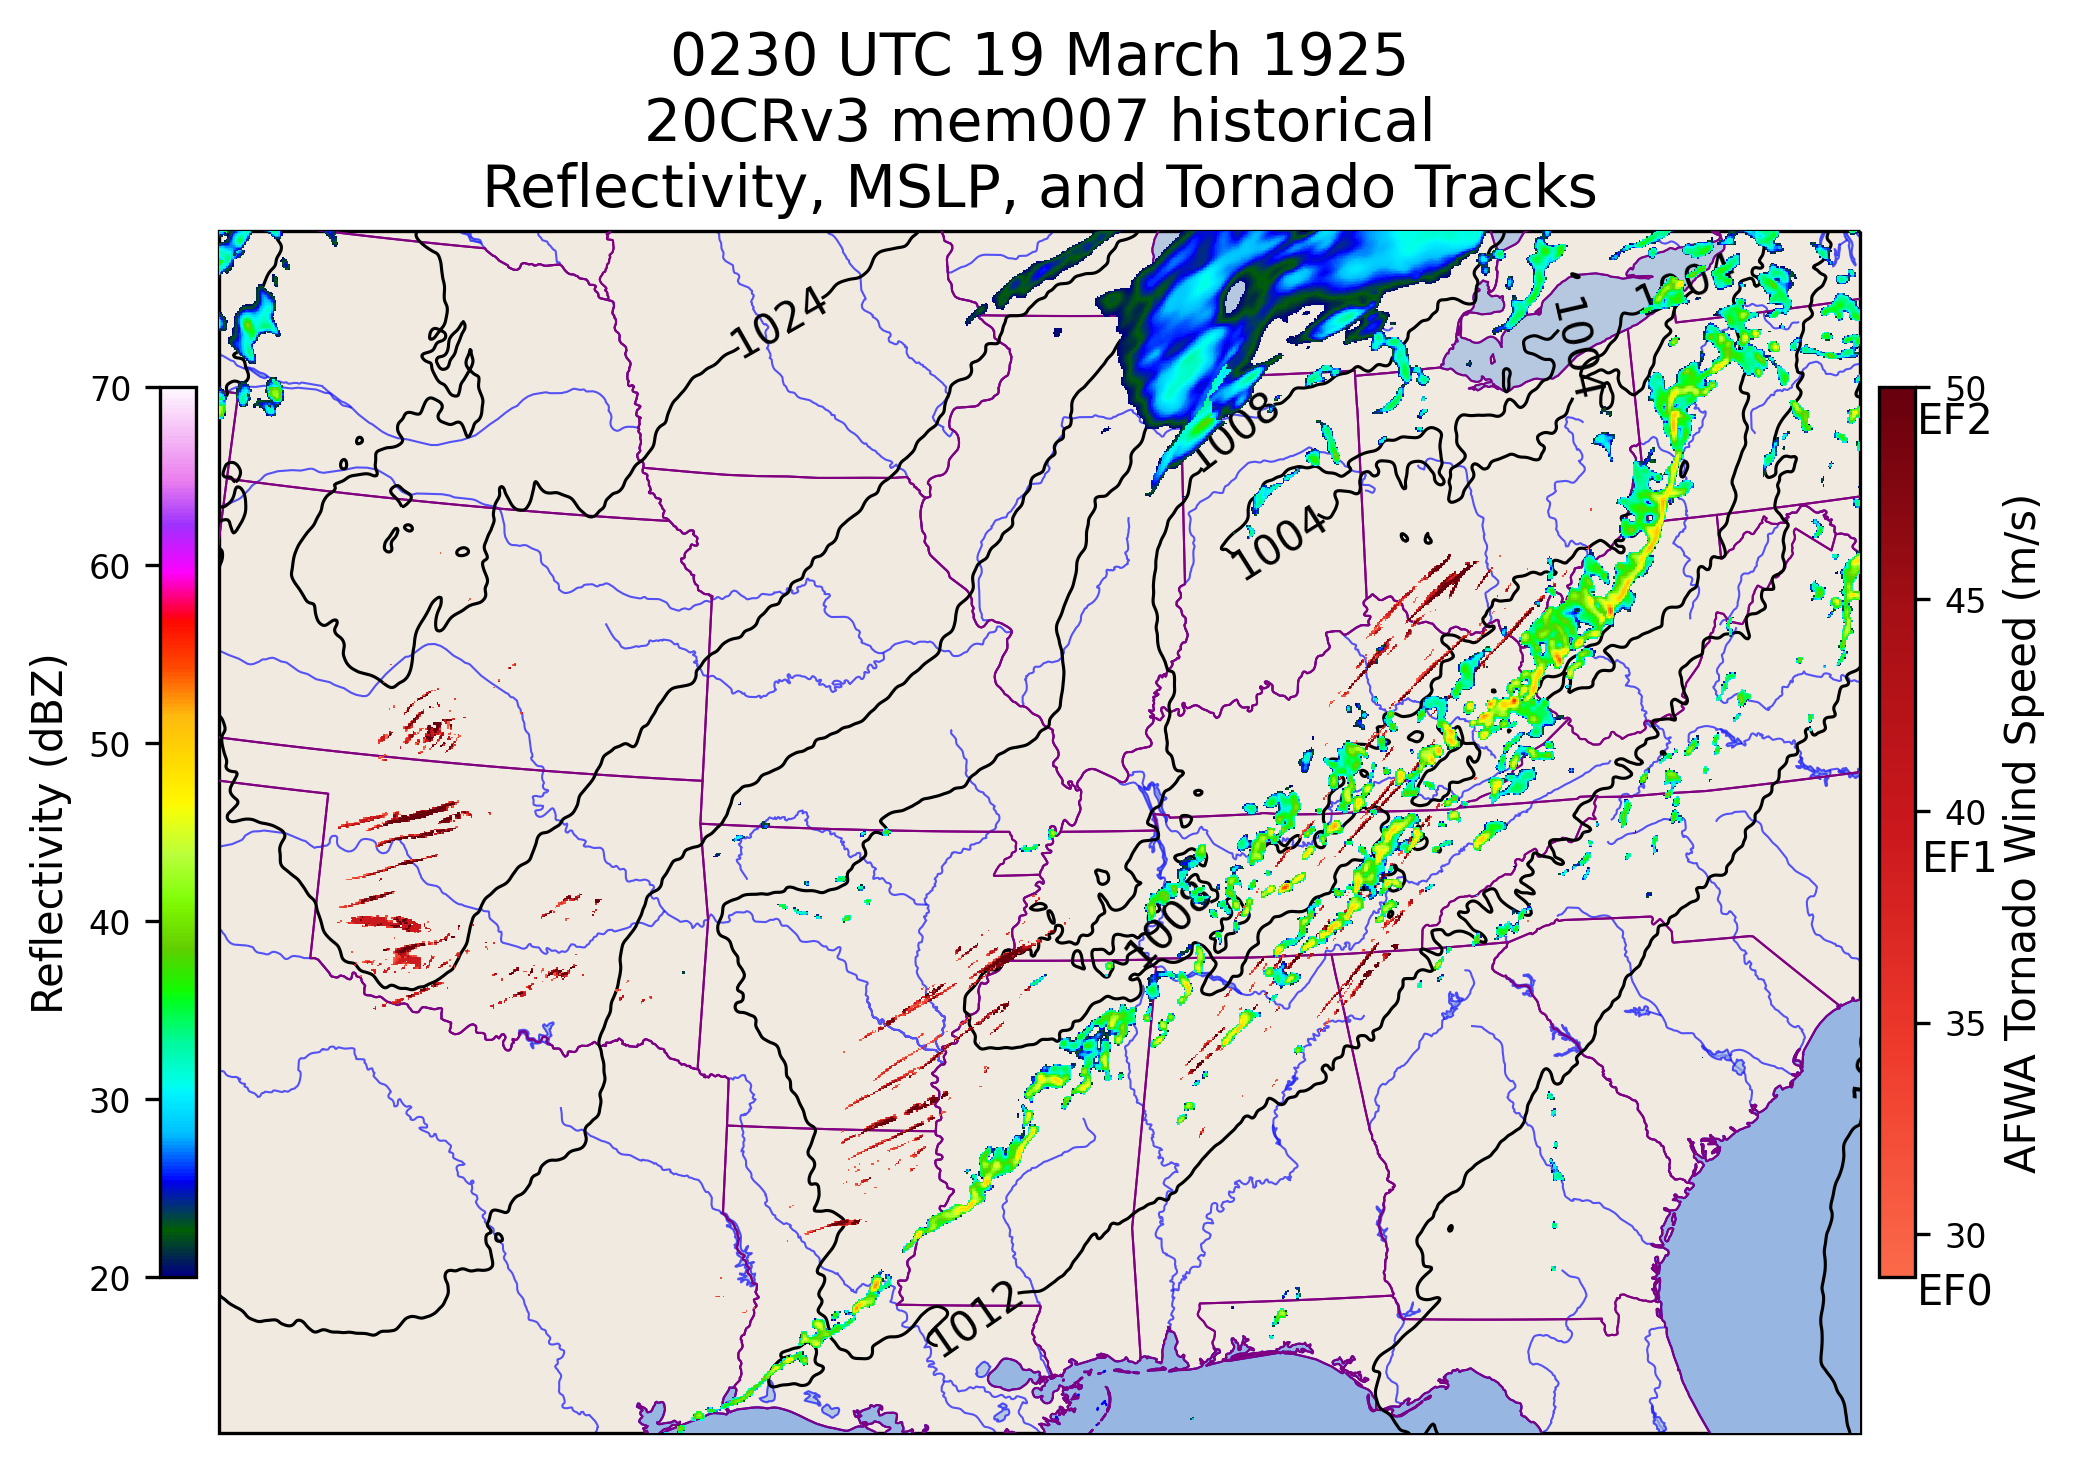 0230 UTC 19 March 1925
20CRv3 mem007 historical
Reflectivity, MSLP, and Tornado Tracks
1024
1004
1004
1008
1004
1008
1012
70
60
50
40
30
20
Reflectivity (dBZ)
50
EF2
45
40
EF1
35
30
EF0
AFWA Tornado Wind Speed (m/s)